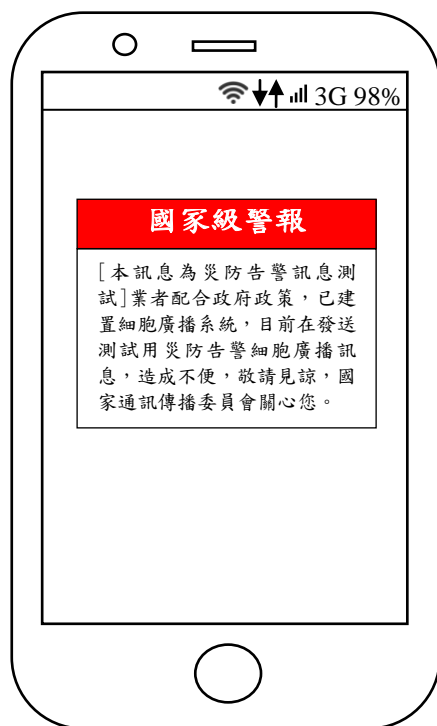 3G 98%
國家級警報
[本訊息為災防告警訊息測
試]業者配合政府政策，已建
置細胞廣播系統，目前在發送
測試用災防告警細胞廣播訊
息，造成不便，敬請見諒，國
家通訊傳播委員會關心您。